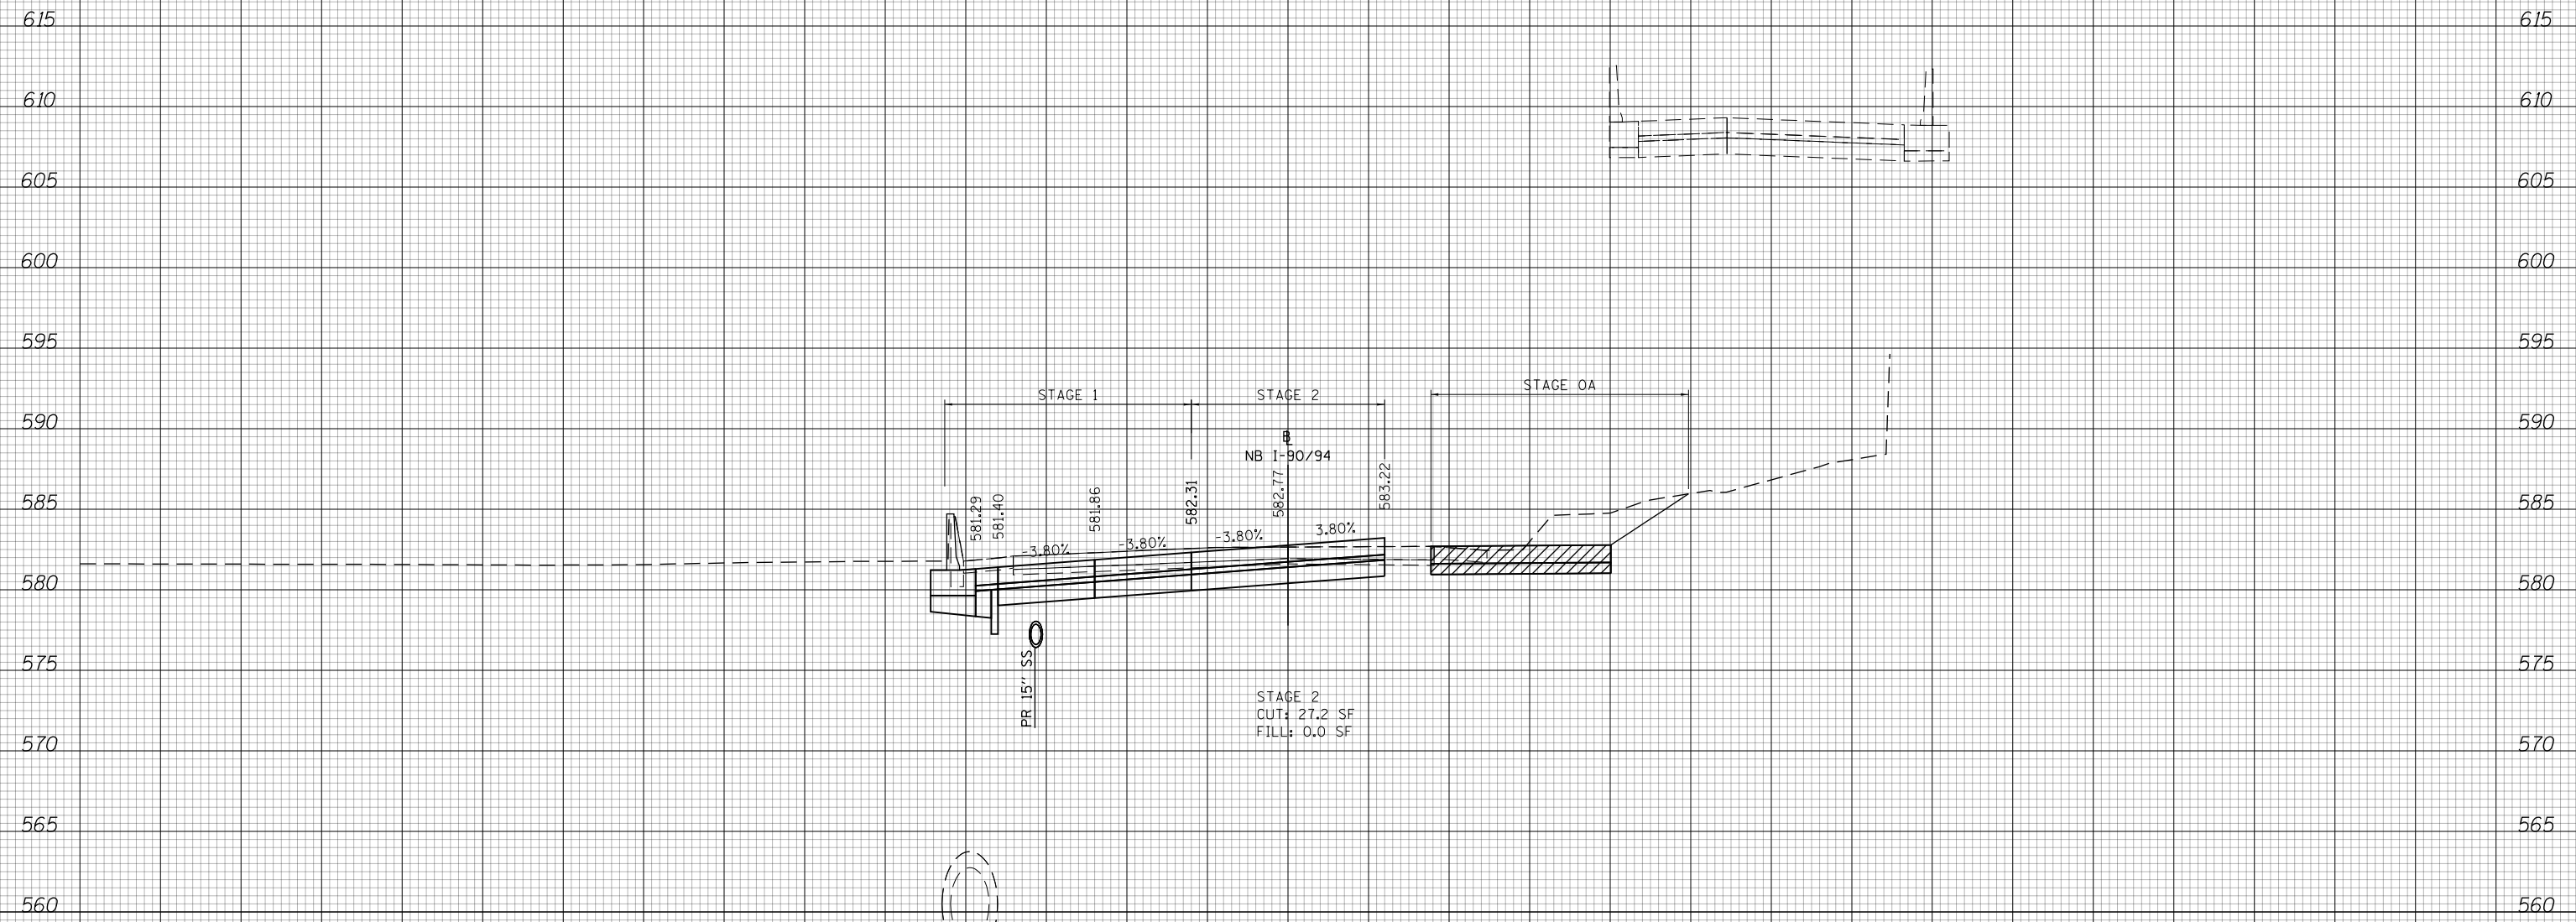 615 615
610 610
605 605
600 600
595 595
STAGE 0A
STAGE 1 STAGE 2
590 590
℄
NB I-90/94
585 585
581.29 581.40 581.86 582.31 582.77 583.22
-3.80% -3.80% -3.80% 3.80%
580 580
575 575
PR 15" SS
STAGE 2
CUT: 27.2 SF
FILL: 0.0 SF
570 570
565 565
560 560